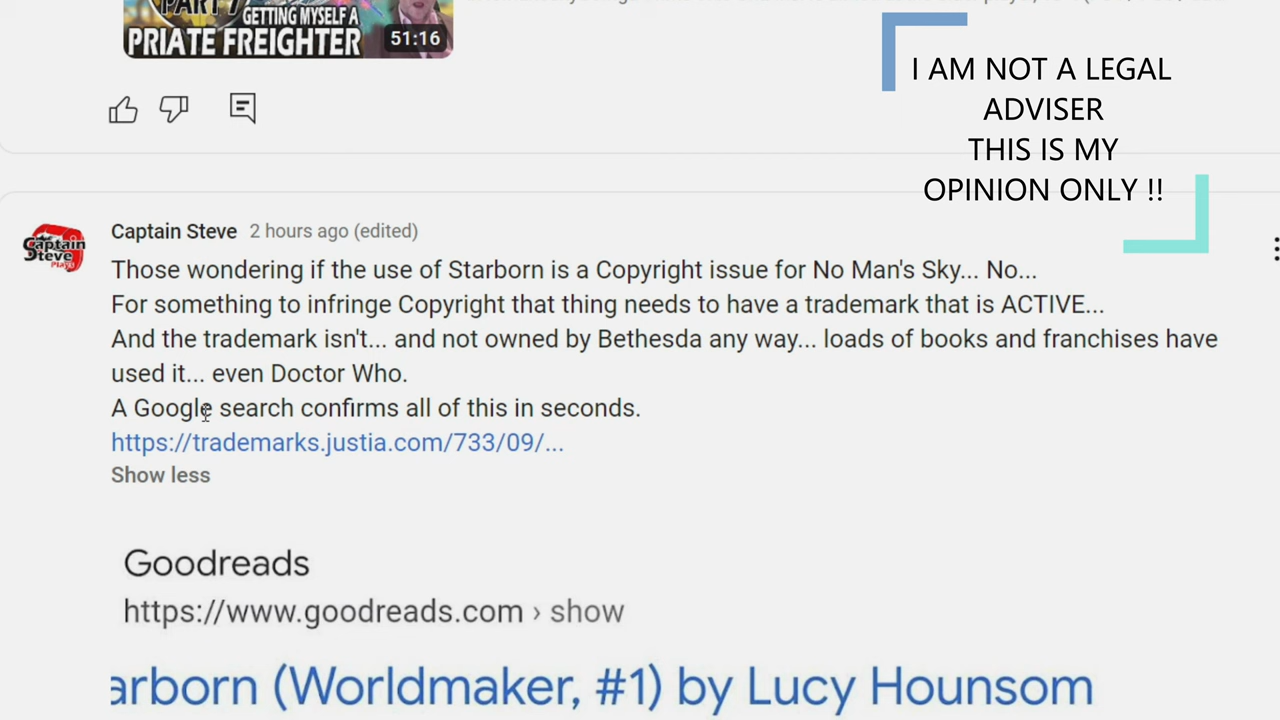 PART 7
GETTING MYSELF A
PRIATE FREIGHTER
51:16
I AM NOT A LEGAL
ADVISER
THIS IS MY
OPINION ONLY !!
Captain
Steve
Plays
Captain Steve 2 hours ago (edited)
Those wondering if the use of Starborn is a Copyright issue for No Man's Sky... No...
For something to infringe Copyright that thing needs to have a trademark that is ACTIVE...
And the trademark isn't... and not owned by Bethesda any way... loads of books and franchises have
used it... even Doctor Who.
A Google search confirms all of this in seconds.
https://trademarks.justia.com/733/09/...
Show less
Goodreads
https://www.goodreads.com › show
arborn (Worldmaker, #1) by Lucy Hounsom